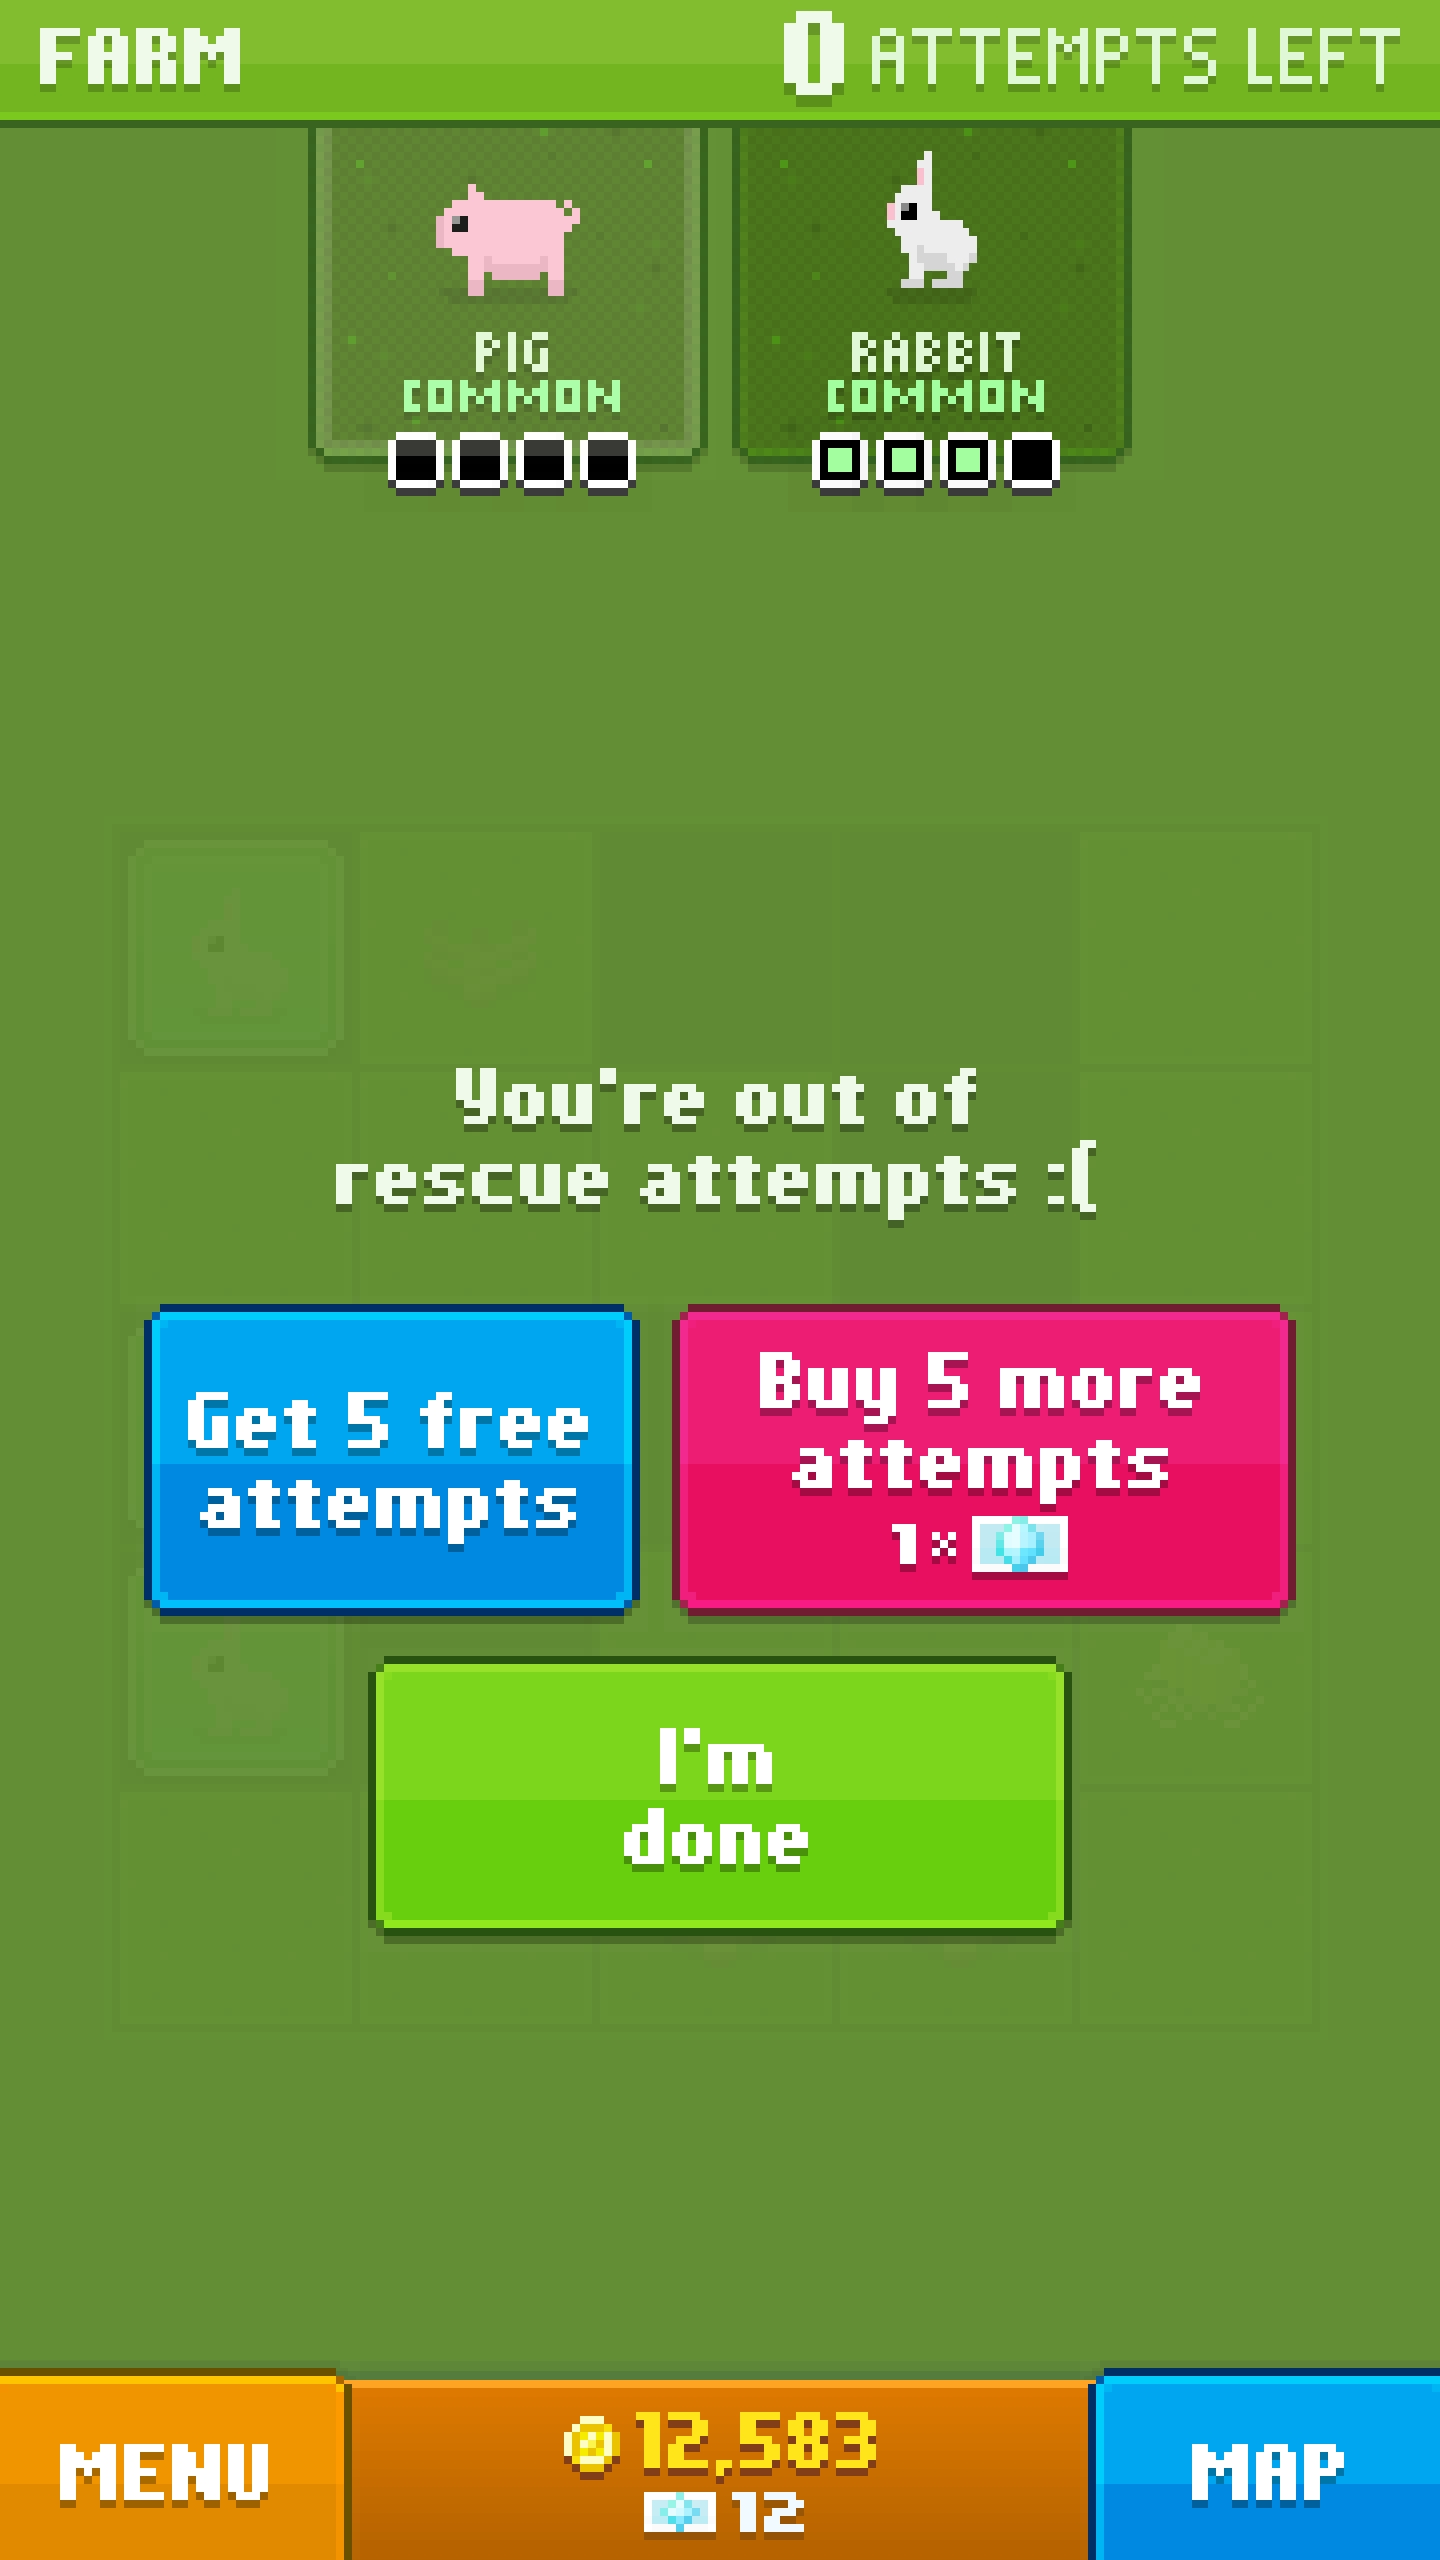 FARM
0 ATTEMPTS LEFT
PIG
COMMON
RABBIT
COMMON
You're out of
rescue attempts :(
Get 5 free
attempts
Buy 5 more
attempts
1×
I'm
done
MENU
12,583
12
MAP